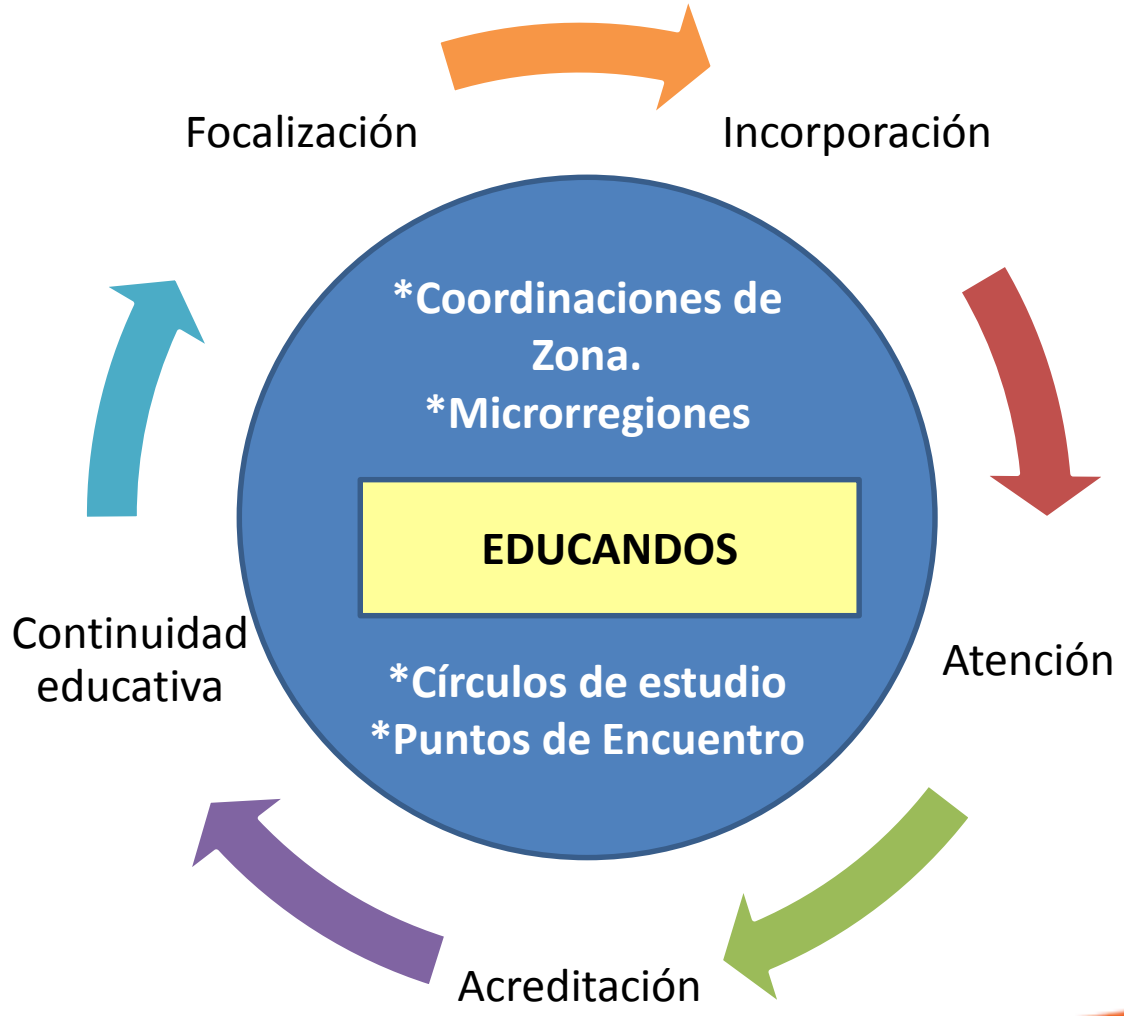 Focalización
Incorporación
*Coordinaciones de
Zona.
*Microrregiones
EDUCANDOS
Continuidad
educativa
Atención
*Círculos de estudio
*Puntos de Encuentro
Acreditación